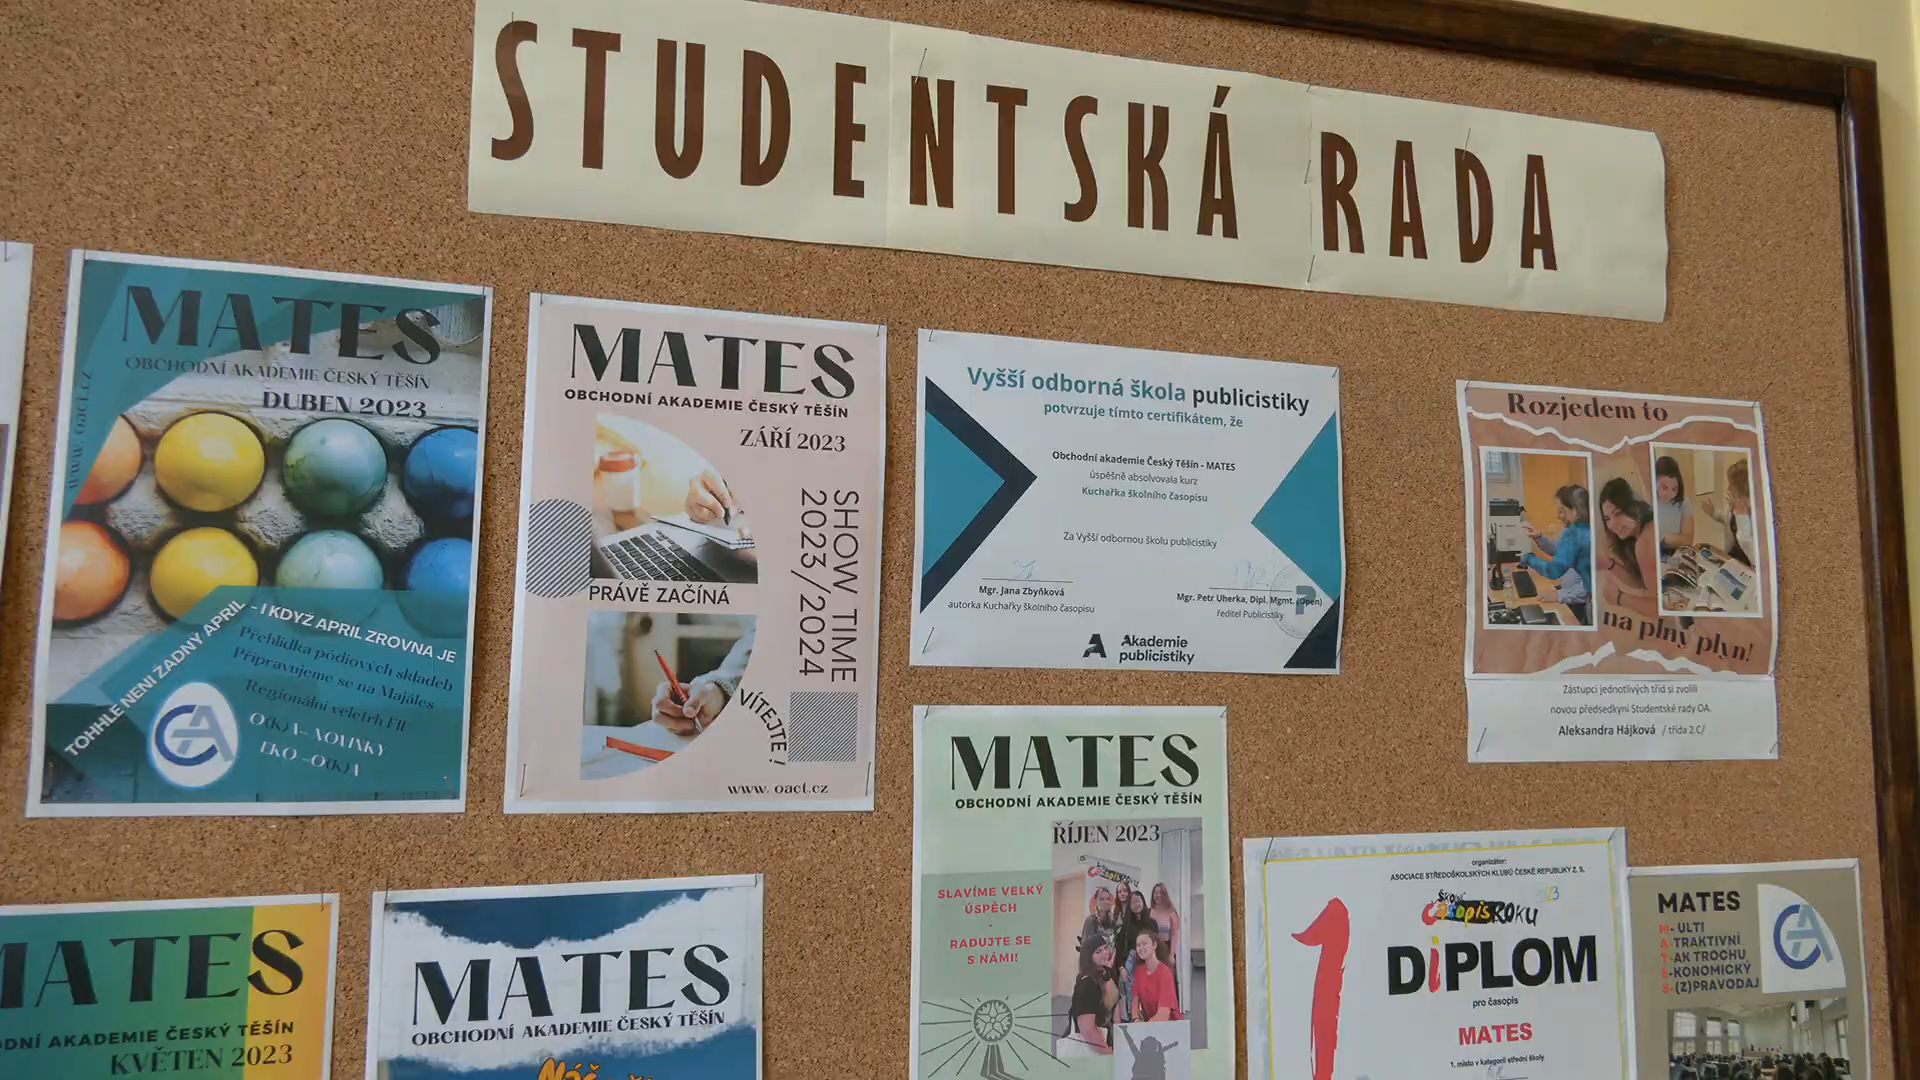 STUDENTSKÁ RADA
MATES
OBCHODNÍ AKADEMIE ČESKÝ TĚŠÍN
DUBEN 2023
www.oact.cz
TOHLE NENÍ ŽADNÝ APRÍL - I KDYŽ APRÍL ZROVNA JE
Přehlídka pódiových skladeb
Připravujeme se na Majáles
Regionální veletrh FIF
O(K)A - NOVINKY
EKO - O(K)A
MATES
OBCHODNÍ AKADEMIE ČESKÝ TĚŠÍN
ZÁŘÍ 2023
SHOW TIME
2023/2024
PRÁVĚ ZAČÍNÁ
VÍTEJTE!
www.oact.cz
Vyšší odborná škola publicistiky
potvrzuje tímto certifikátem, že
Obchodní akademie Český Těšín - MATES
úspěšně absolvovala kurz
Kuchařka školního časopisu
Za Vyšší odbornou školu publicistiky
Mgr. Jana Zbyňková
autorka Kuchařky školního časopisu
Mgr. Petr Uherka, Dipl. Mgmt. (Open)
ředitel Publicistiky
Akademie
publicistiky
Rozjedem to
na plný plyn!
Zástupci jednotlivých tříd si zvolili
novou předsedkyni Studentské rady OA.
Aleksandra Hájková / třída 2.C/
MATES
OBCHODNÍ AKADEMIE ČESKÝ TĚŠÍN
ŘÍJEN 2023
SLAVÍME VELKÝ
ÚSPĚCH
-
RADUJTE SE
S NÁMI!
organizátor:
ASOCIACE STŘEDOŠKOLSKÝCH KLUBŮ ČESKÉ REPUBLIKY Z. S.
ŠKOLNÍ
Časopis ROKU
2023
1
DiPLOM
pro časopis
MATES
1. místo v kategorii střední školy
MATES
M- ULTI
A-TRAKTIVNÍ
T-AK TROCHU
E-KONOMICKÝ
S-(Z)PRAVODAJ
MATES
OBCHODNÍ AKADEMIE ČESKÝ TĚŠÍN
KVĚTEN 2023
MATES
OBCHODNÍ AKADEMIE ČESKÝ TĚŠÍN